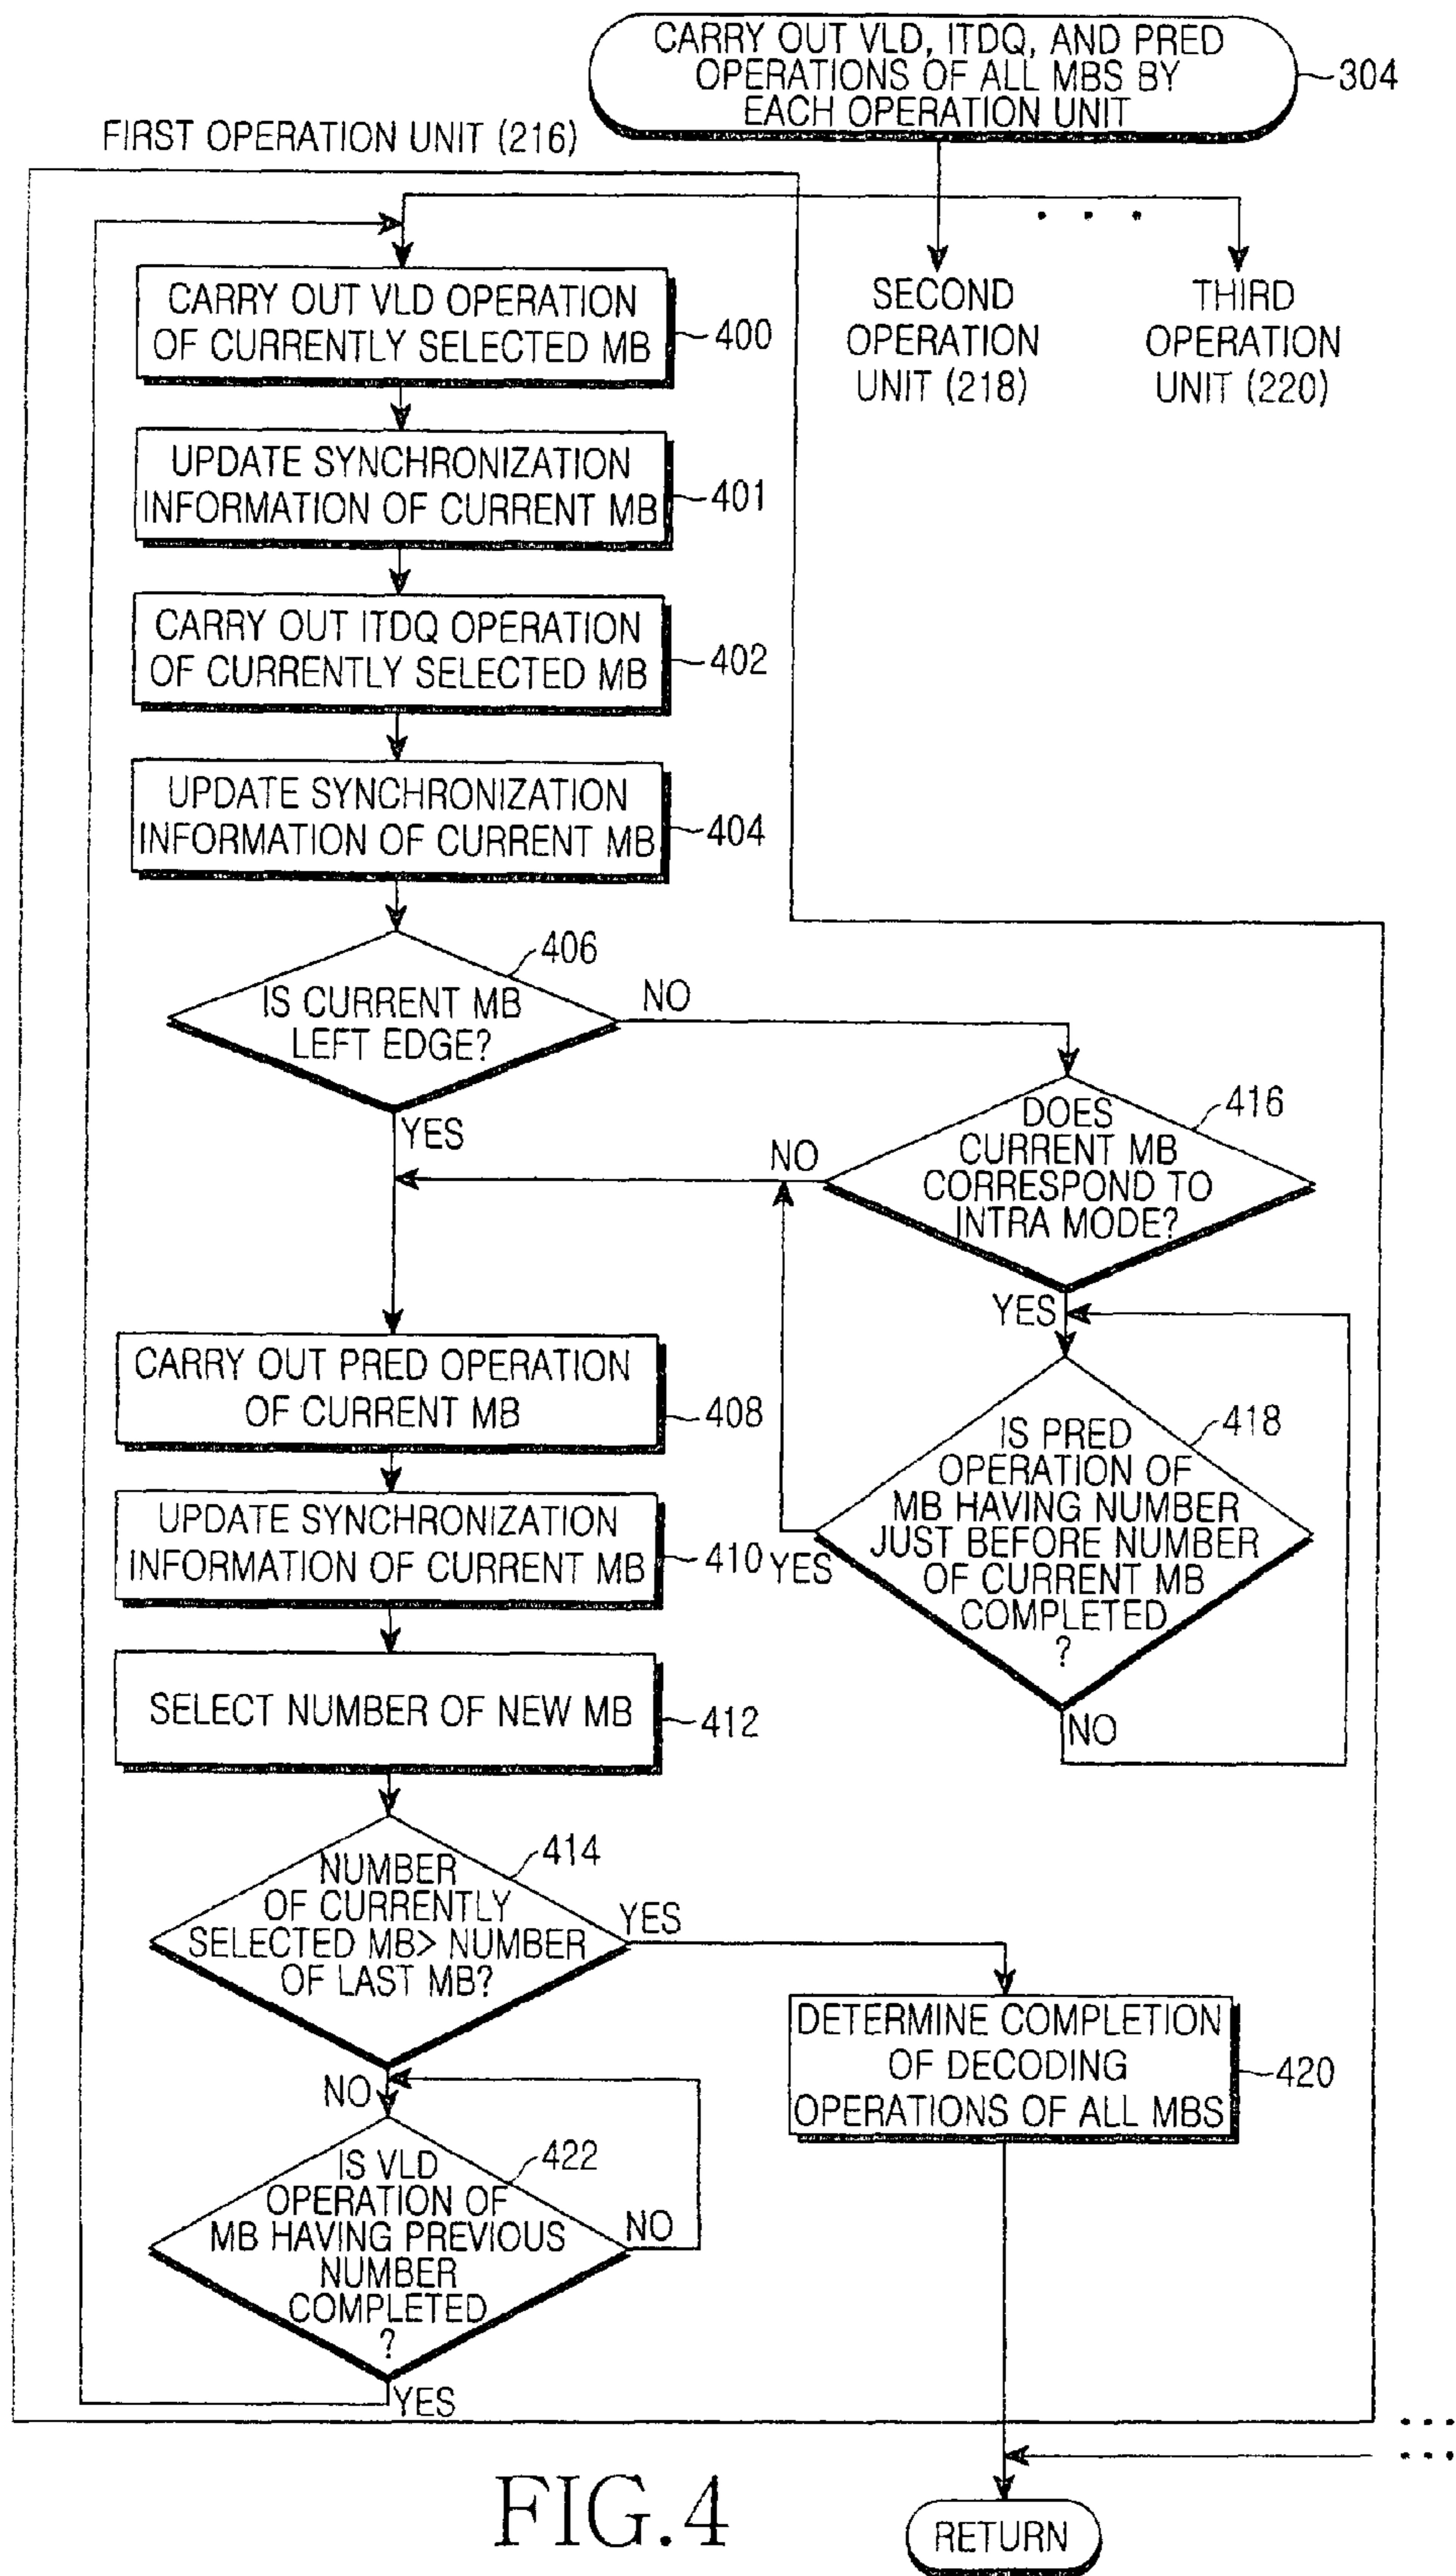 CARRY OUT VLD, ITDQ, AND PRED
OPERATIONS OF ALL MBS BY
EACH OPERATION UNIT
304
FIRST OPERATION UNIT (216)
SECOND
OPERATION
UNIT (218)
THIRD
OPERATION
UNIT (220)
CARRY OUT VLD OPERATION
OF CURRENTLY SELECTED MB
400
UPDATE SYNCHRONIZATION
INFORMATION OF CURRENT MB
401
CARRY OUT ITDQ OPERATION
OF CURRENTLY SELECTED MB
402
UPDATE SYNCHRONIZATION
INFORMATION OF CURRENT MB
404
406
IS CURRENT MB
LEFT EDGE?
NO
YES
416
DOES
CURRENT MB
CORRESPOND TO
INTRA MODE?
NO
YES
CARRY OUT PRED OPERATION
OF CURRENT MB
408
418
IS PRED
OPERATION OF
MB HAVING NUMBER
JUST BEFORE NUMBER
OF CURRENT MB
COMPLETED
?
YES
NO
UPDATE SYNCHRONIZATION
INFORMATION OF CURRENT MB
410
SELECT NUMBER OF NEW MB
412
414
NUMBER
OF CURRENTLY
SELECTED MB> NUMBER
OF LAST MB?
YES
NO
DETERMINE COMPLETION
OF DECODING
OPERATIONS OF ALL MBS
420
422
IS VLD
OPERATION OF
MB HAVING PREVIOUS
NUMBER
COMPLETED
?
NO
YES
FIG.4
RETURN